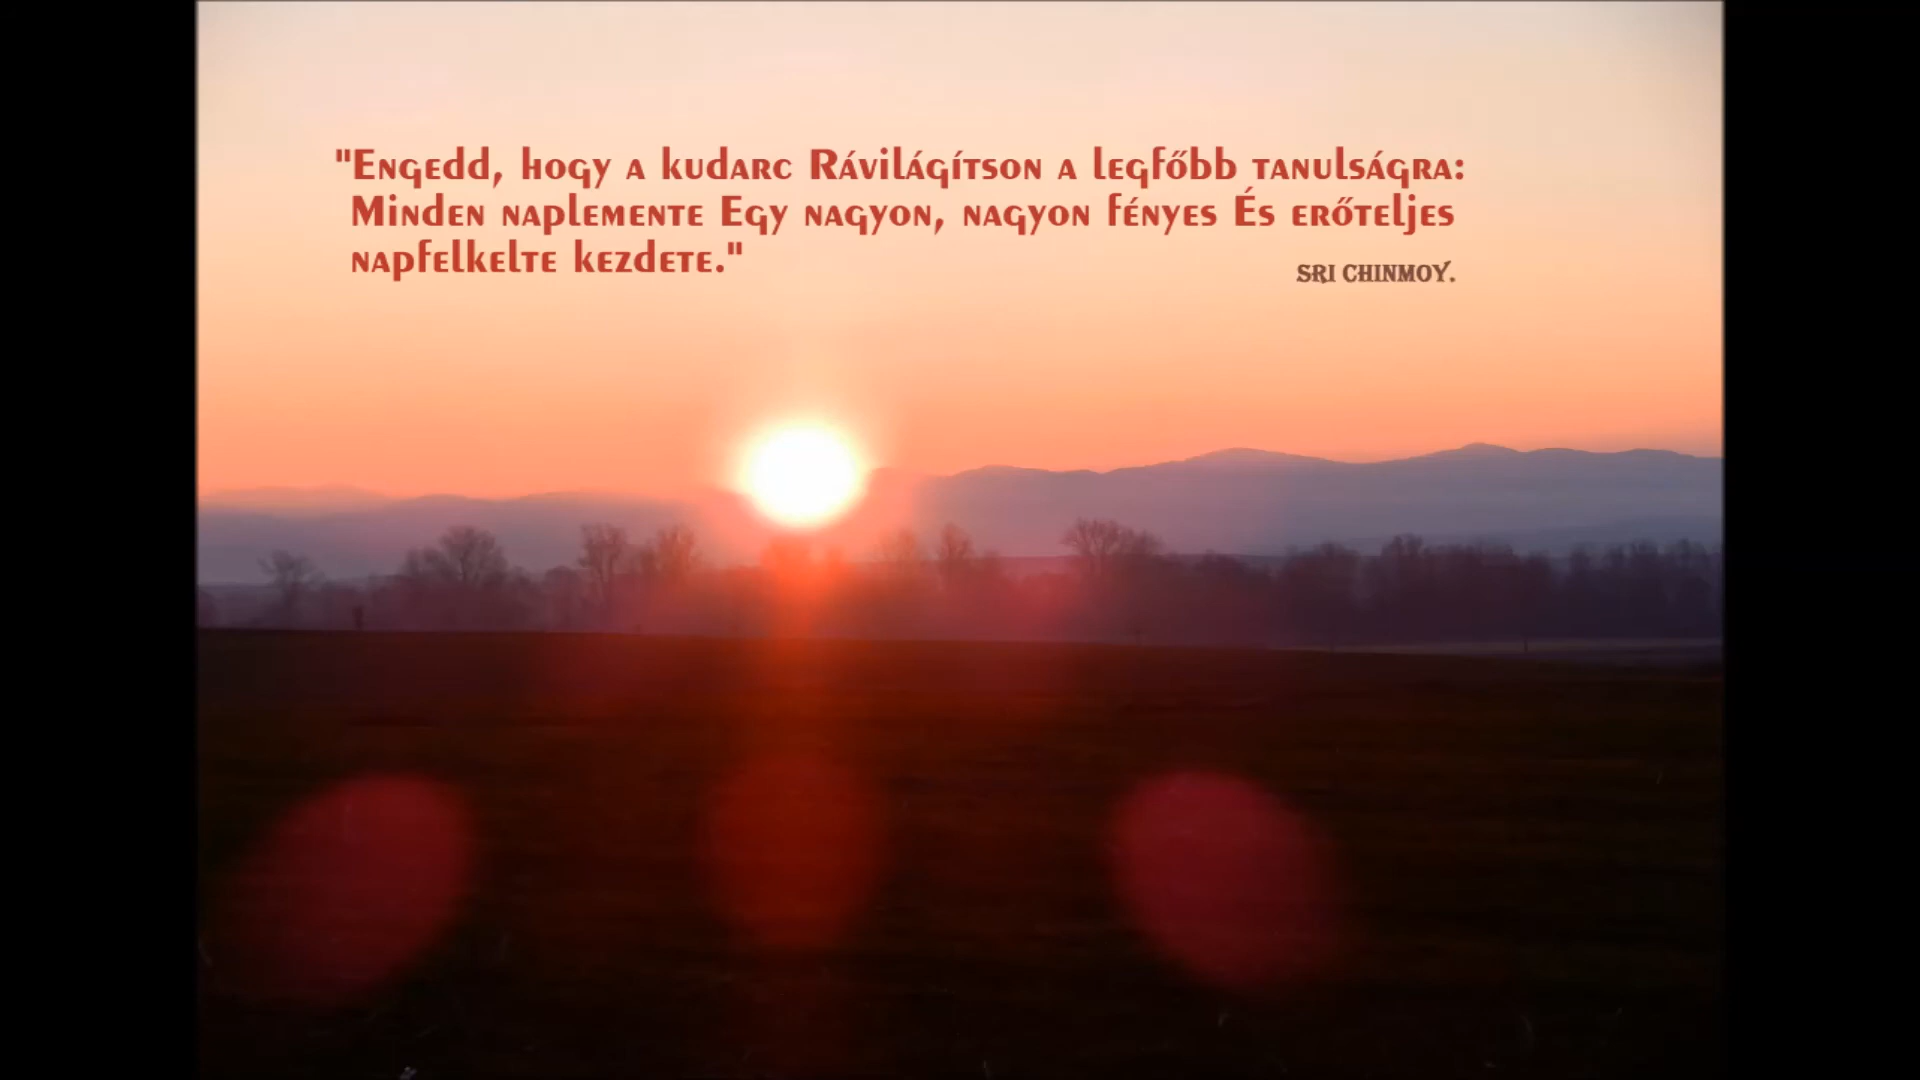 "Engedd, hogy a kudarc Rávilágítson a legfőbb tanulságra:
Minden naplemente Egy nagyon, nagyon fényes És erőteljes
napfelkelte kezdete."
SRI CHINMOY.